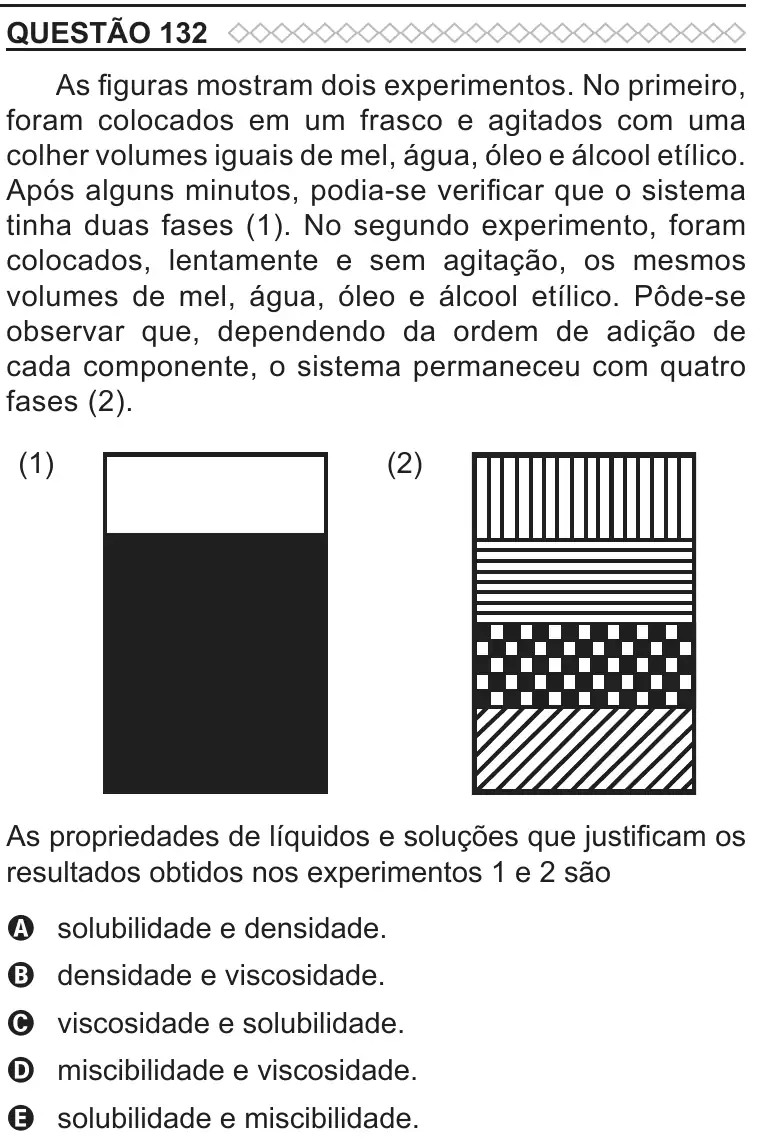 QUESTÃO 132
As figuras mostram dois experimentos. No primeiro,
foram colocados em um frasco e agitados com uma
colher volumes iguais de mel, água, óleo e álcool etílico.
Após alguns minutos, podia-se verificar que o sistema
tinha duas fases (1). No segundo experimento, foram
colocados, lentamente e sem agitação, os mesmos
volumes de mel, água, óleo e álcool etílico. Pôde-se
observar que, dependendo da ordem de adição de
cada componente, o sistema permaneceu com quatro
fases (2).
(1) (2)
As propriedades de líquidos e soluções que justificam os
resultados obtidos nos experimentos 1 e 2 são
A solubilidade e densidade.
B densidade e viscosidade.
C viscosidade e solubilidade.
D miscibilidade e viscosidade.
E solubilidade e miscibilidade.